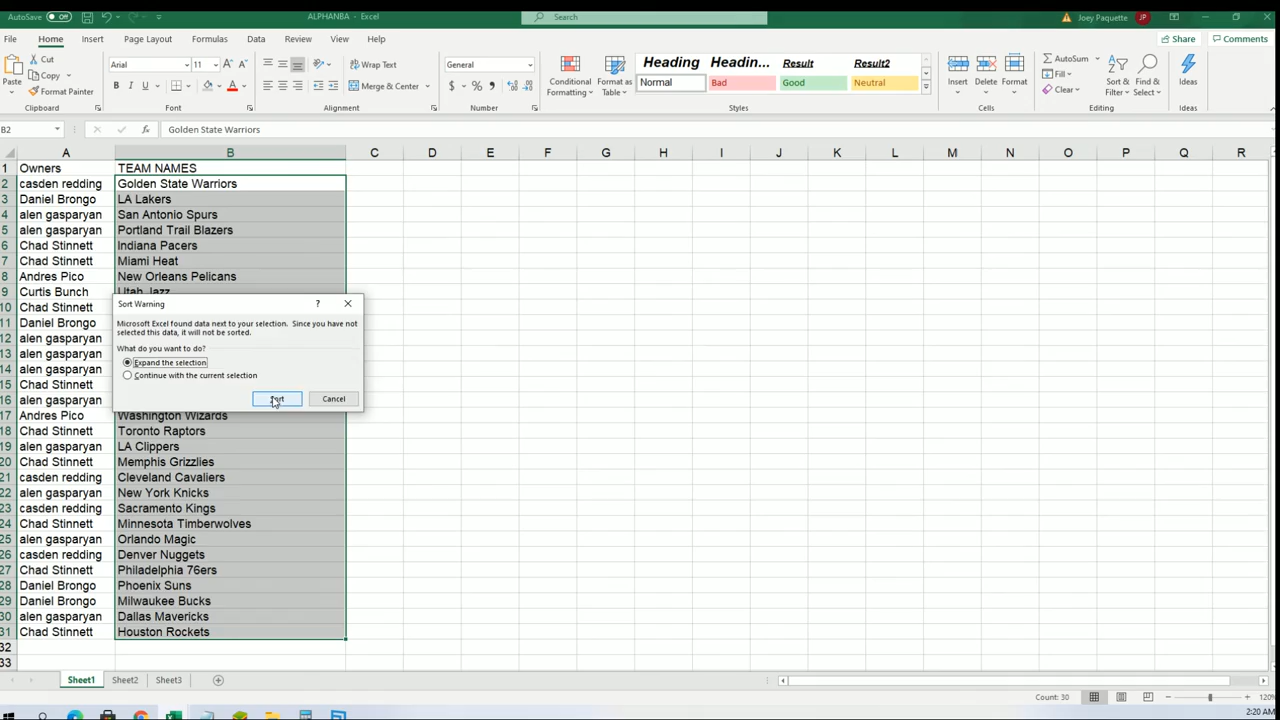 AutoSave Off ALPHANBA - Excel Search Joey Paquette JP
File Home Insert Draw Page Layout Formulas Data Review View Help Share Comments
Cut Arial 11 Wrap Text General Heading Headin... Result Result2 AutoSum
Paste Copy Merge & Center Conditional Formatting Format as Table Normal Bad Good Neutral Insert Delete Format Fill Sort & Filter Find & Select Ideas
Format Painter Clear
Clipboard Font Alignment Number Styles Cells Editing Ideas
B2 fx Golden State Warriors
A B C D E F G H I J K L M N O P Q R
1 Owners TEAM NAMES
2 casden redding Golden State Warriors
3 Daniel Brongo LA Lakers
4 alen gasparyan San Antonio Spurs
5 alen gasparyan Portland Trail Blazers
6 Chad Stinnett Indiana Pacers
7 Chad Stinnett Miami Heat
8 Andres Pico New Orleans Pelicans
9 Curtis Bunch Utah Jazz
10 Chad Stinnett
11 Daniel Brongo
12 alen gasparyan
13 alen gasparyan
14 alen gasparyan
15 Chad Stinnett
16 alen gasparyan
17 Andres Pico Washington Wizards
18 Chad Stinnett Toronto Raptors
19 alen gasparyan LA Clippers
20 Chad Stinnett Memphis Grizzlies
21 casden redding Cleveland Cavaliers
22 alen gasparyan New York Knicks
23 casden redding Sacramento Kings
24 Chad Stinnett Minnesota Timberwolves
25 alen gasparyan Orlando Magic
26 casden redding Denver Nuggets
27 Chad Stinnett Philadelphia 76ers
28 Daniel Brongo Phoenix Suns
29 Daniel Brongo Milwaukee Bucks
30 alen gasparyan Dallas Mavericks
31 Chad Stinnett Houston Rockets
32
33
Sort Warning ?
Microsoft Excel found data next to your selection. Since you have not
selected this data, it will not be sorted.
What do you want to do?
Expand the selection
Continue with the current selection
Sort Cancel
Sheet1 Sheet2 Sheet3
Count: 30 120%
2:20 AM